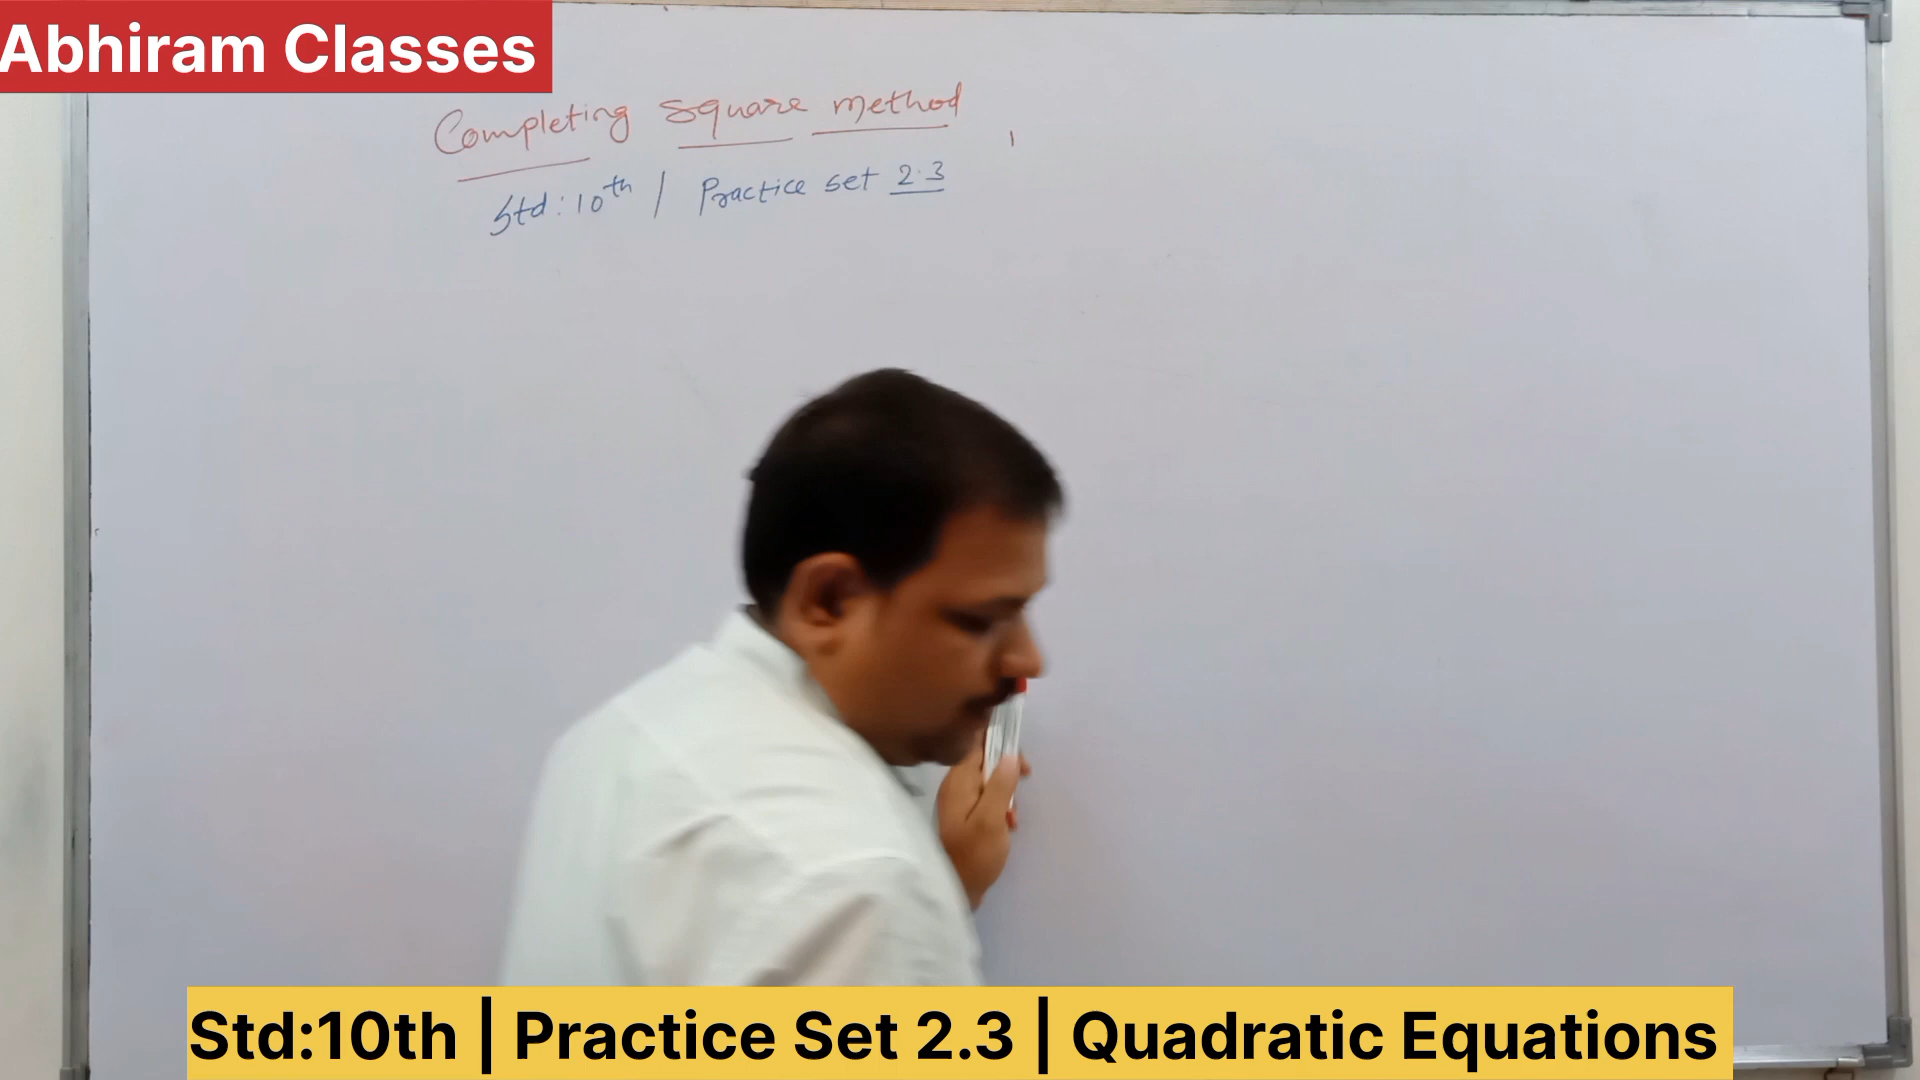 Abhiram Classes
Completing square method
Std: 10th / Practice set 2.3
Std:10th | Practice Set 2.3 | Quadratic Equations